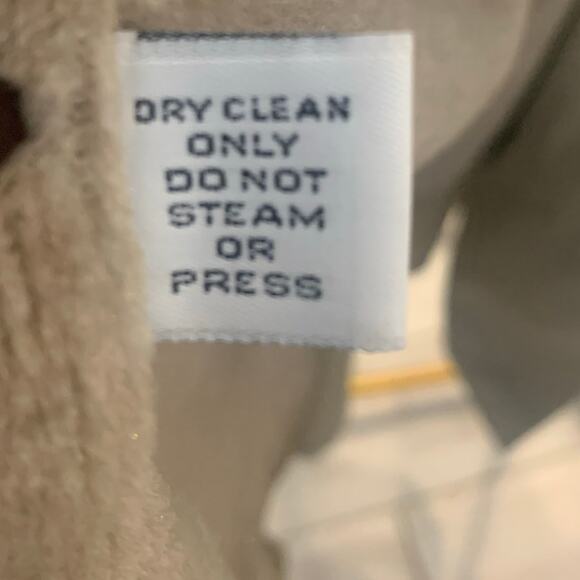 DRY CLEAN
ONLY
DO NOT
STEAM
OR
PRESS